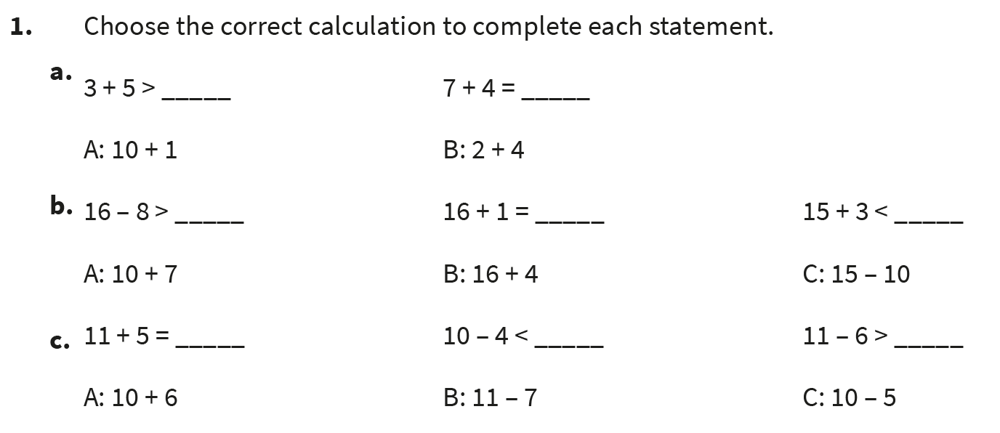 1. Choose the correct calculation to complete each statement.
a. 3 + 5 > _____ 7 + 4 = _____
A: 10 + 1 B: 2 + 4
b. 16 – 8 > _____ 16 + 1 = _____ 15 + 3 < _____
A: 10 + 7 B: 16 + 4 C: 15 – 10
c. 11 + 5 = _____ 10 – 4 < _____ 11 – 6 > _____
A: 10 + 6 B: 11 – 7 C: 10 – 5